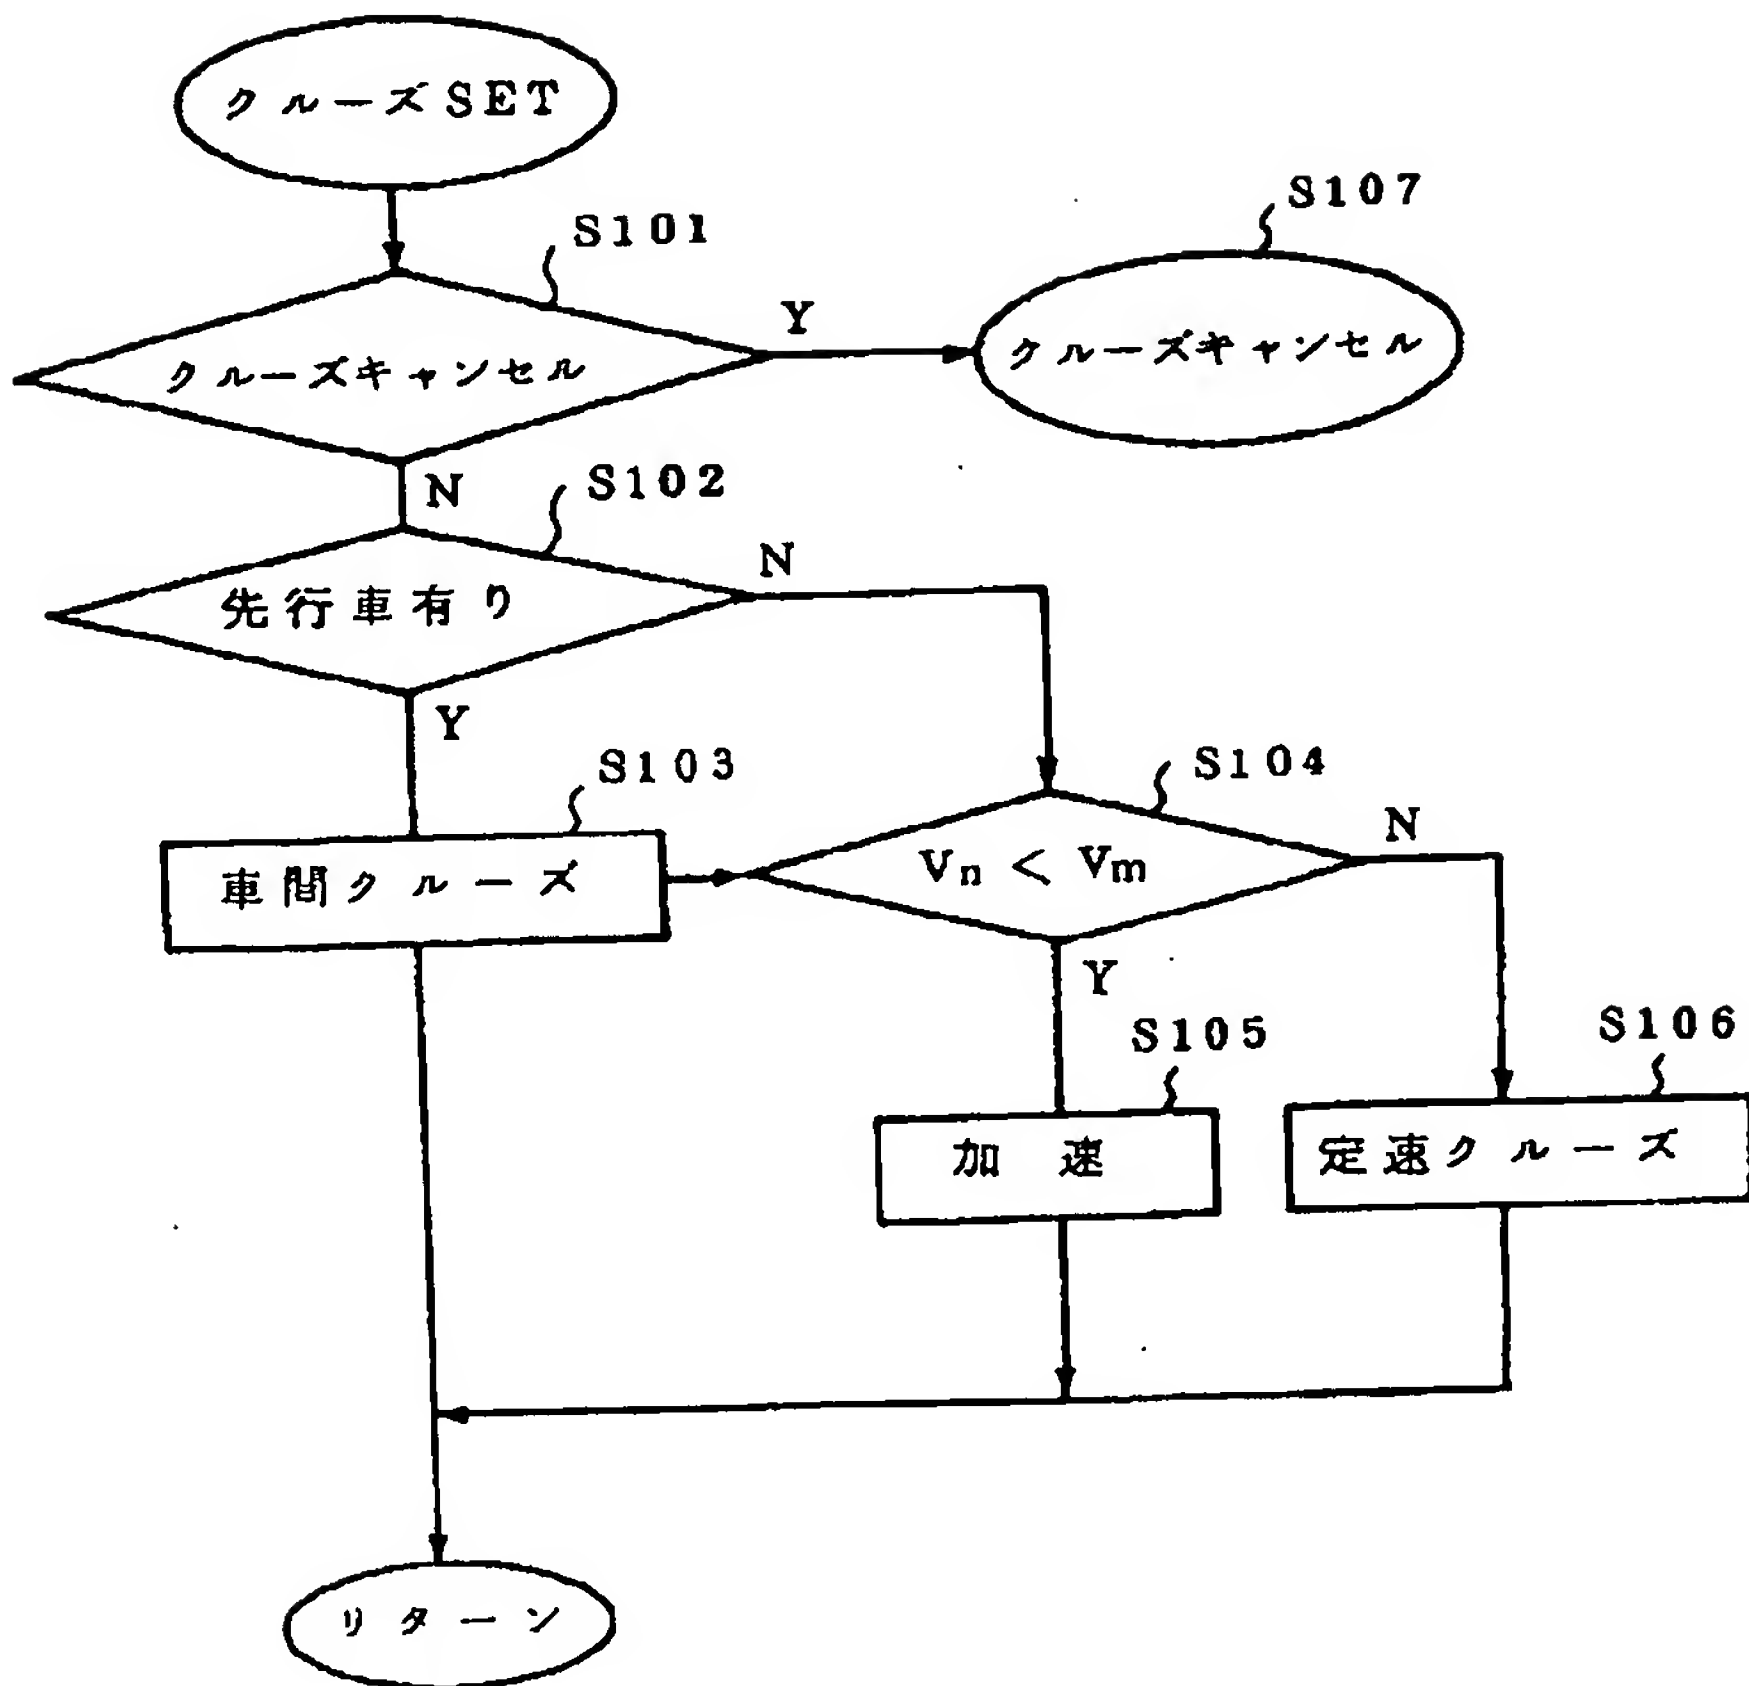 クルーズSET
S101
S107
Y
クルーズキャンセル
クルーズキャンセル
N
S102
N
先行車有り
Y
S103
S104
N
車間クルーズ
Vn < Vm
Y
S105
S106
加速
定速クルーズ
リターン